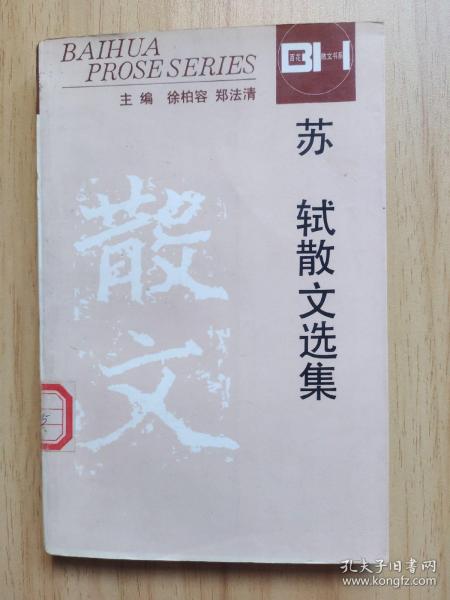 BAIHUA
PROSE SERIES
百花
BH
散文书系
主编 徐柏容 郑法清
苏轼散文选集
散文
孔夫子旧书网
www.kongfz.com